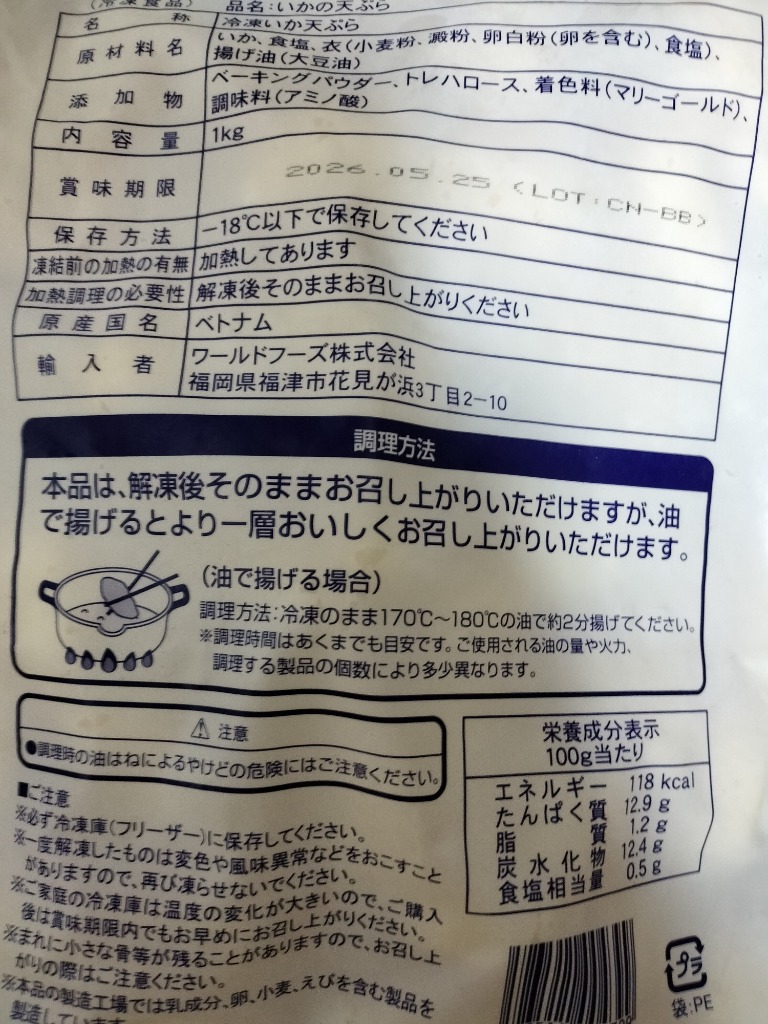 (冷凍食品) 品名:いかの天ぷら
名称 冷凍いか天ぷら
原材料名 いか、食塩、衣(小麦粉、澱粉、卵白粉(卵を含む)、食塩)、
揚げ油(大豆油)
添加物 ベーキングパウダー、トレハロース、着色料(マリーゴールド)、
調味料(アミノ酸)
内容量 1kg
賞味期限 2026.05.25 <LOT:CN-BB>
保存方法 -18℃以下で保存してください
凍結前の加熱の有無 加熱してあります
加熱調理の必要性 解凍後そのままお召し上がりください
原産国名 ベトナム
輸入者 ワールドフーズ株式会社
福岡県福津市花見が浜3丁目2-10
調理方法
本品は、解凍後そのままお召し上がりいただけますが、油
で揚げるとより一層おいしくお召し上がりいただけます。
(油で揚げる場合)
調理方法:冷凍のまま170℃~180℃の油で約2分揚げてください。
※調理時間はあくまでも目安です。ご使用される油の量や火力、
調理する製品の個数により多少異なります。
⚠注意
●調理時の油はねによるやけどの危険にはご注意ください。
栄養成分表示
100g当たり
エネルギー 118 kcal
たんぱく質 12.9 g
脂質 1.2 g
炭水化物 12.4 g
食塩相当量 0.5 g
■ご注意
※必ず冷凍庫(フリーザー)に保存してください。
※一度解凍したものは変色や風味異常などをおこすこと
がありますので、再び凍らせないでください。
※ご家庭の冷凍庫は温度の変化が大きいので、ご購入
後は賞味期限内でもお早めにお召し上がりください。
※まれに小さな骨等が残ることがありますので、お召し上
がりの際はご注意ください。
※本品の製造工場では乳成分、卵、小麦、えびを含む製品を
製造しています
プラ
袋:PE